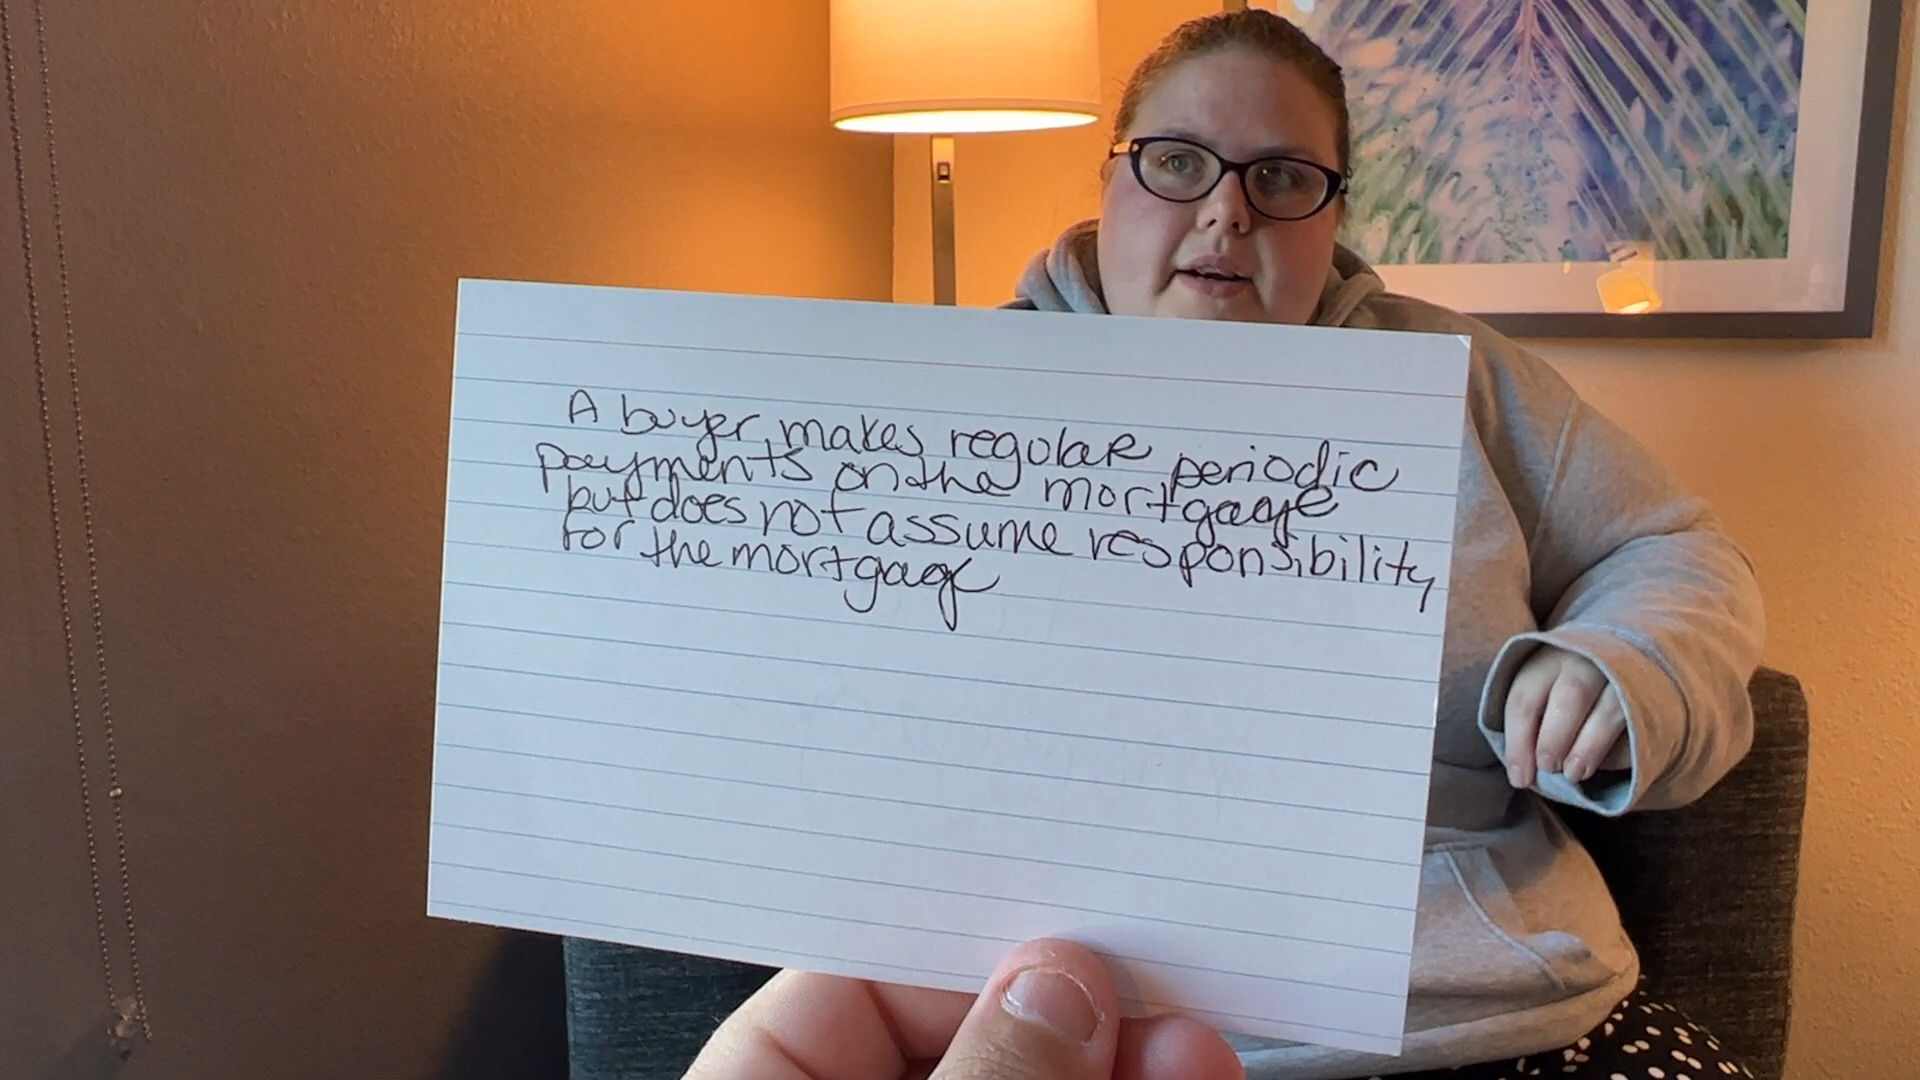 A buyer makes regular periodic
payments on the mortgage
but does not assume responsibility
for the mortgage